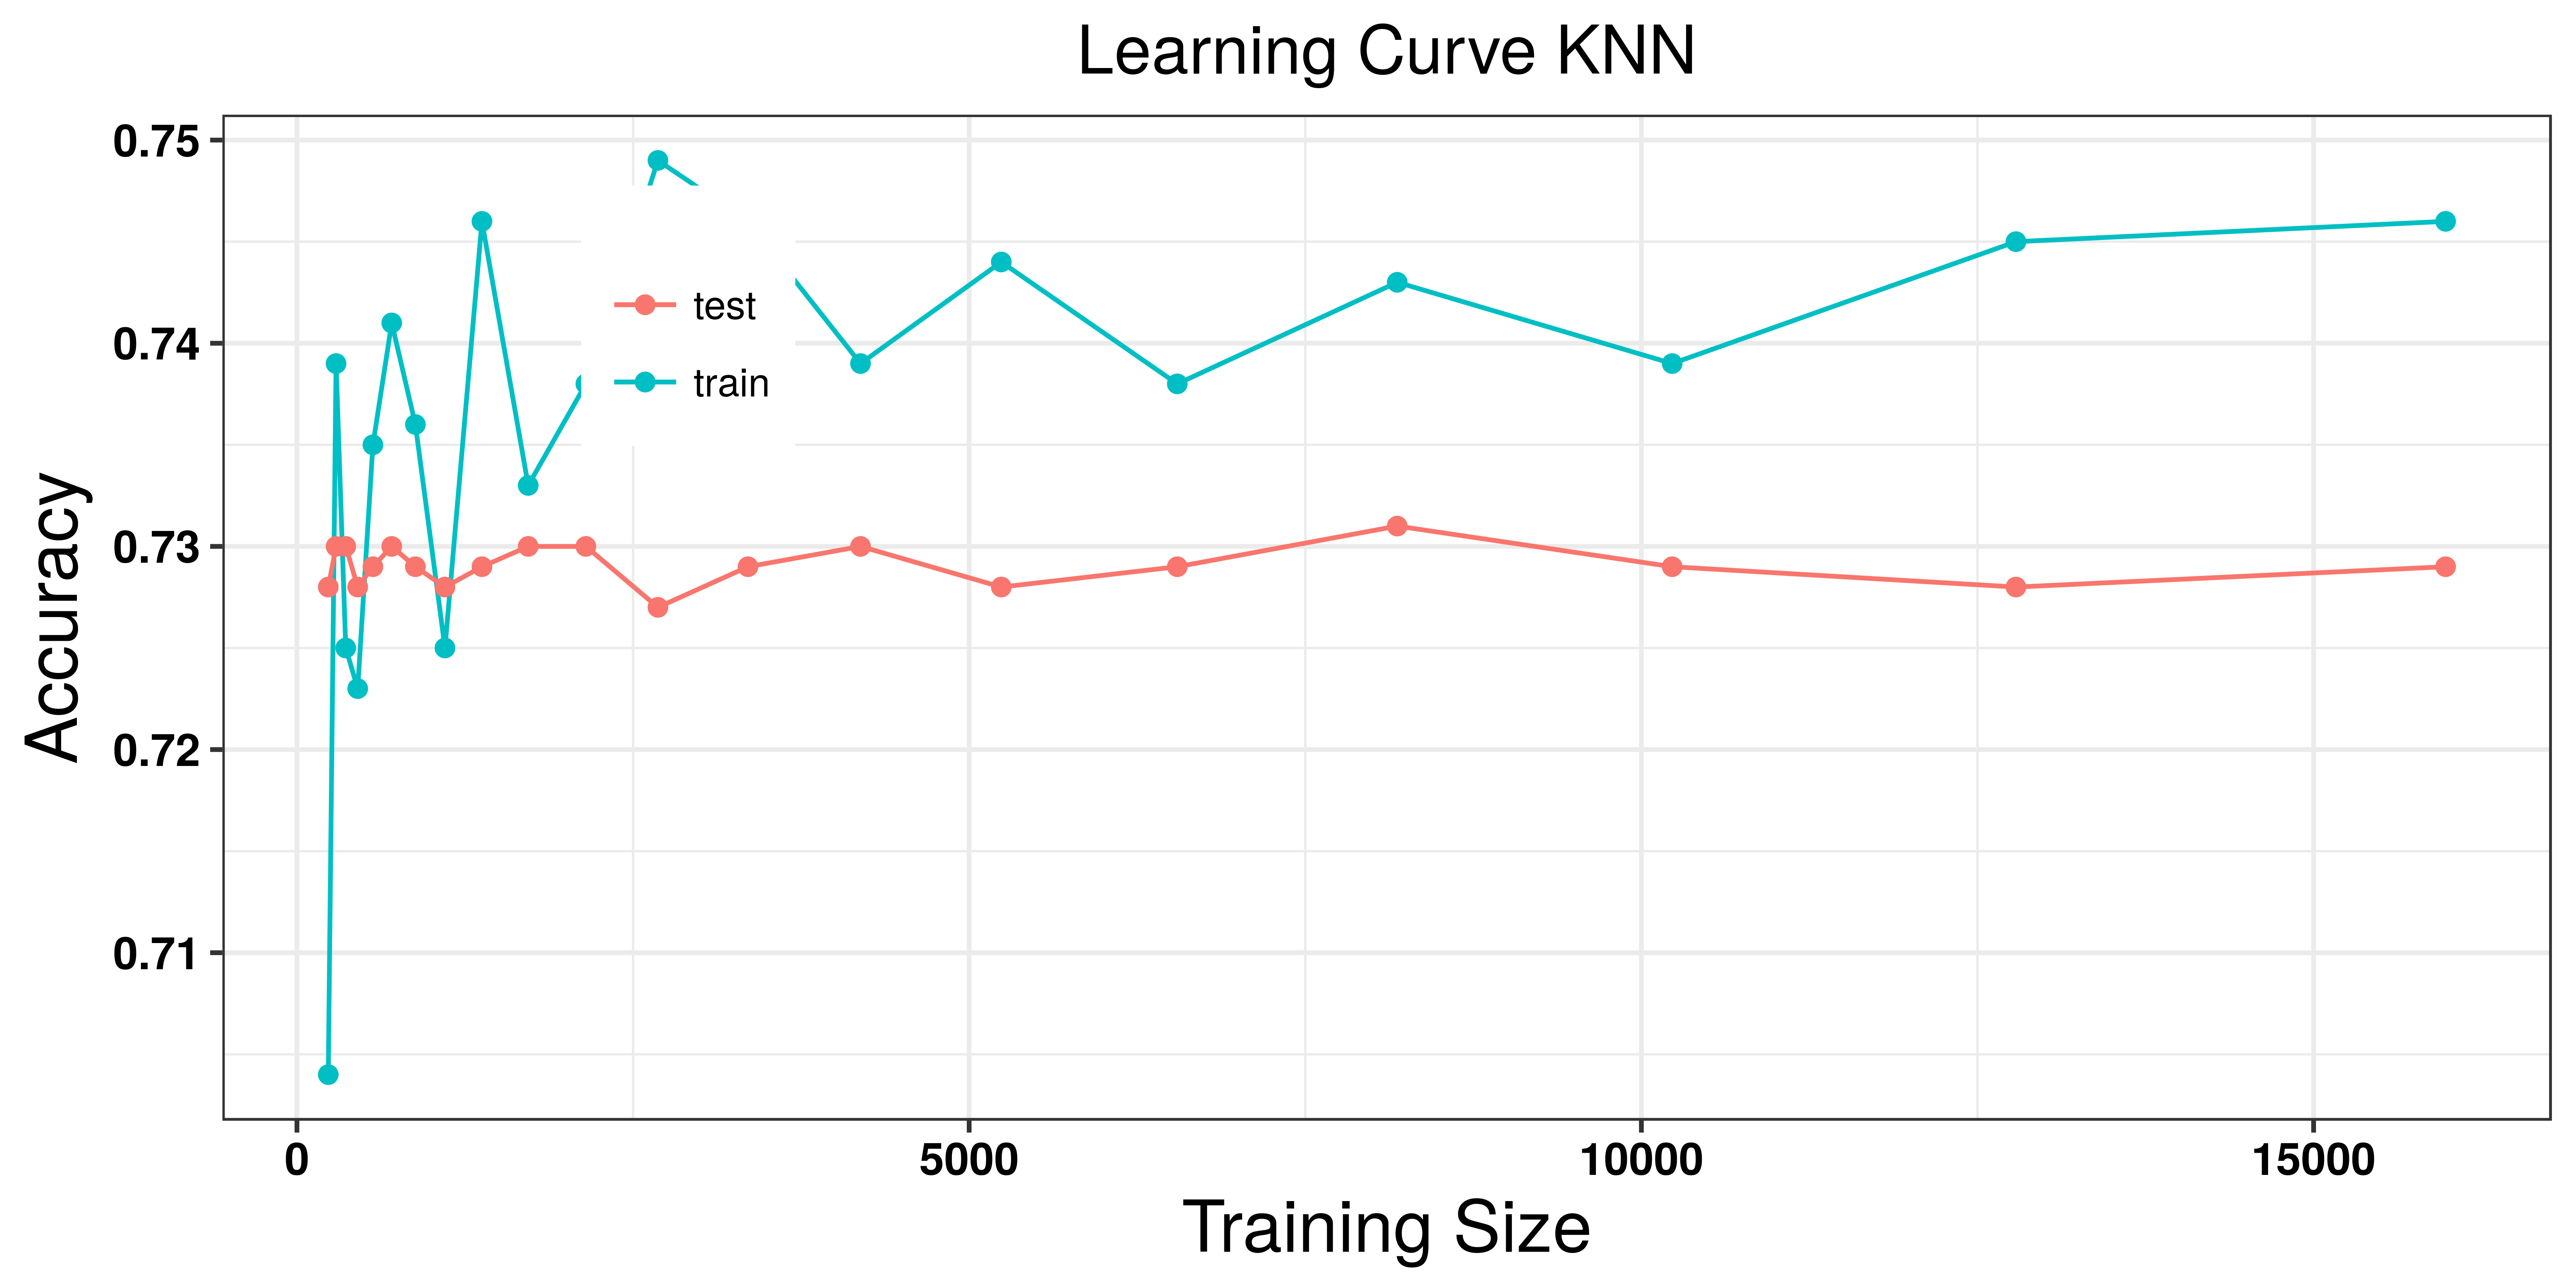 Learning Curve KNN
0.75
0.74
0.73
0.72
0.71
Accuracy
test
train
0 5000 10000 15000
Training Size